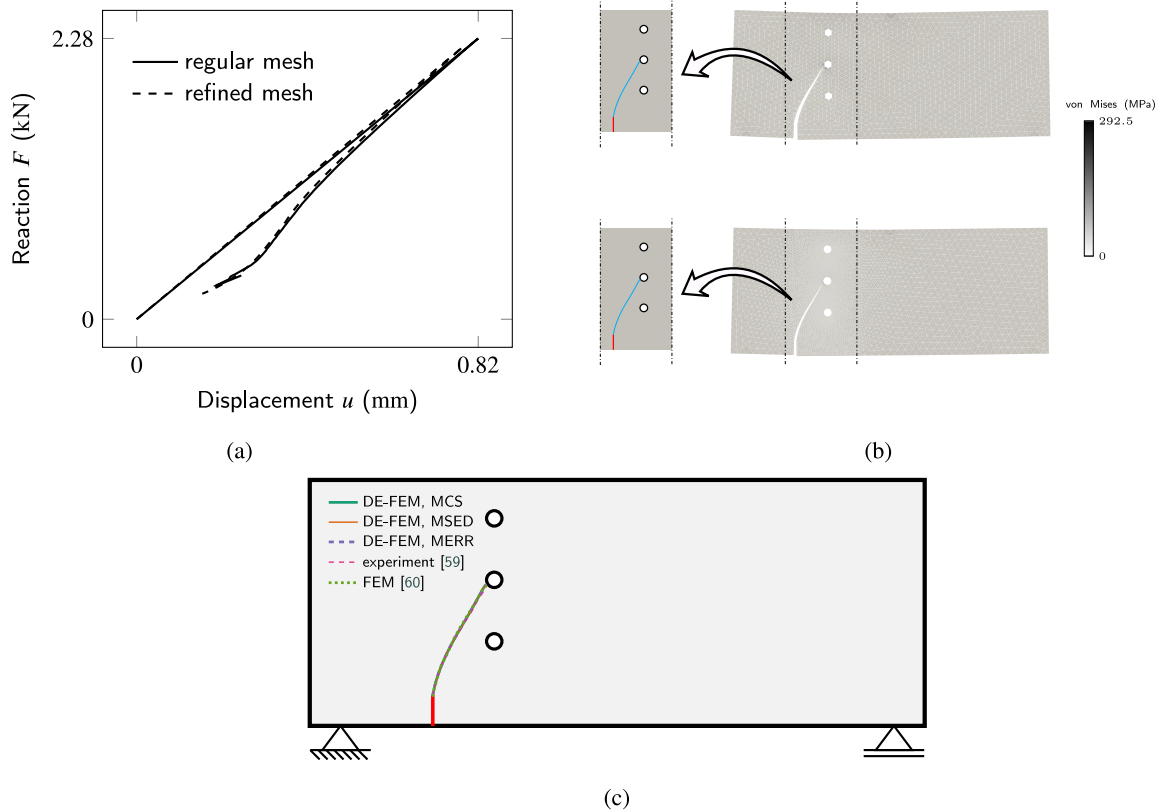 2.28
regular mesh
refined mesh
Reaction F (kN)
0
0
0.82
Displacement u (mm)
(a)
von Mises (MPa)
292.5
0
(b)
DE-FEM, MCS
DE-FEM, MSED
DE-FEM, MERR
experiment [59]
FEM [60]
(c)